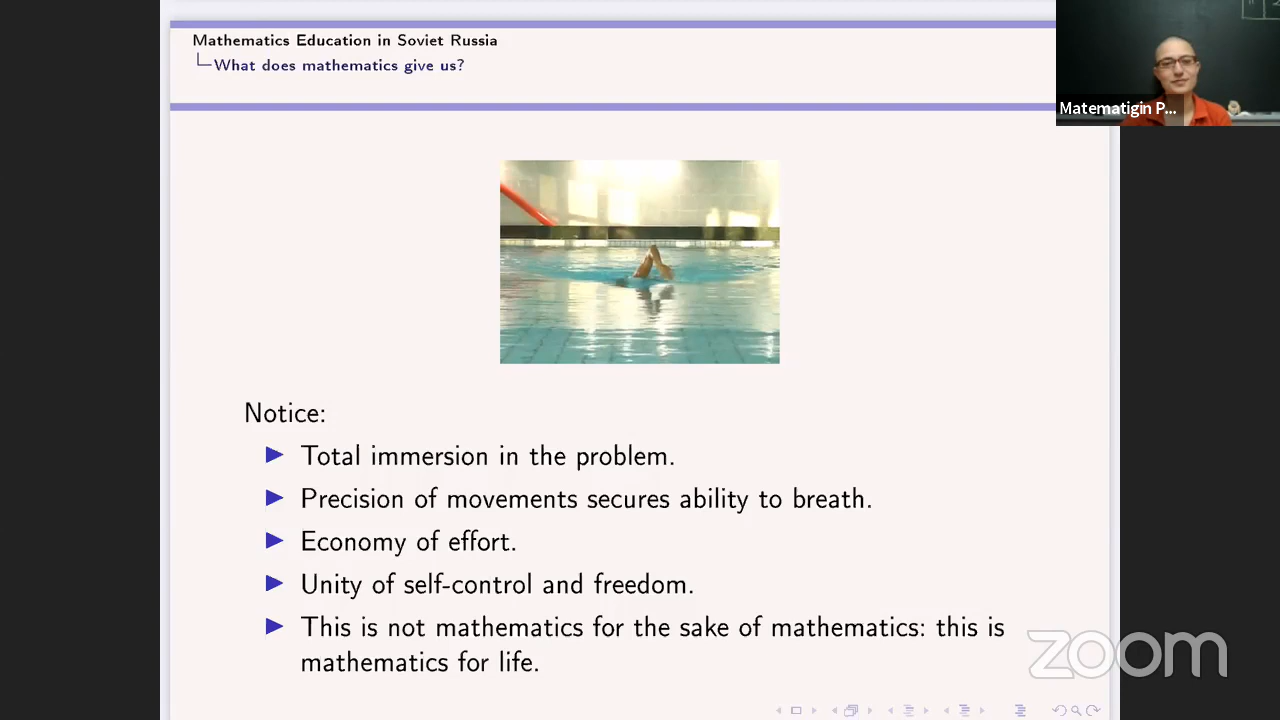 Mathematics Education in Soviet Russia
What does mathematics give us?
Matematigin P...
Notice:
Total immersion in the problem.
Precision of movements secures ability to breath.
Economy of effort.
Unity of self-control and freedom.
This is not mathematics for the sake of mathematics: this is
mathematics for life.
zoom